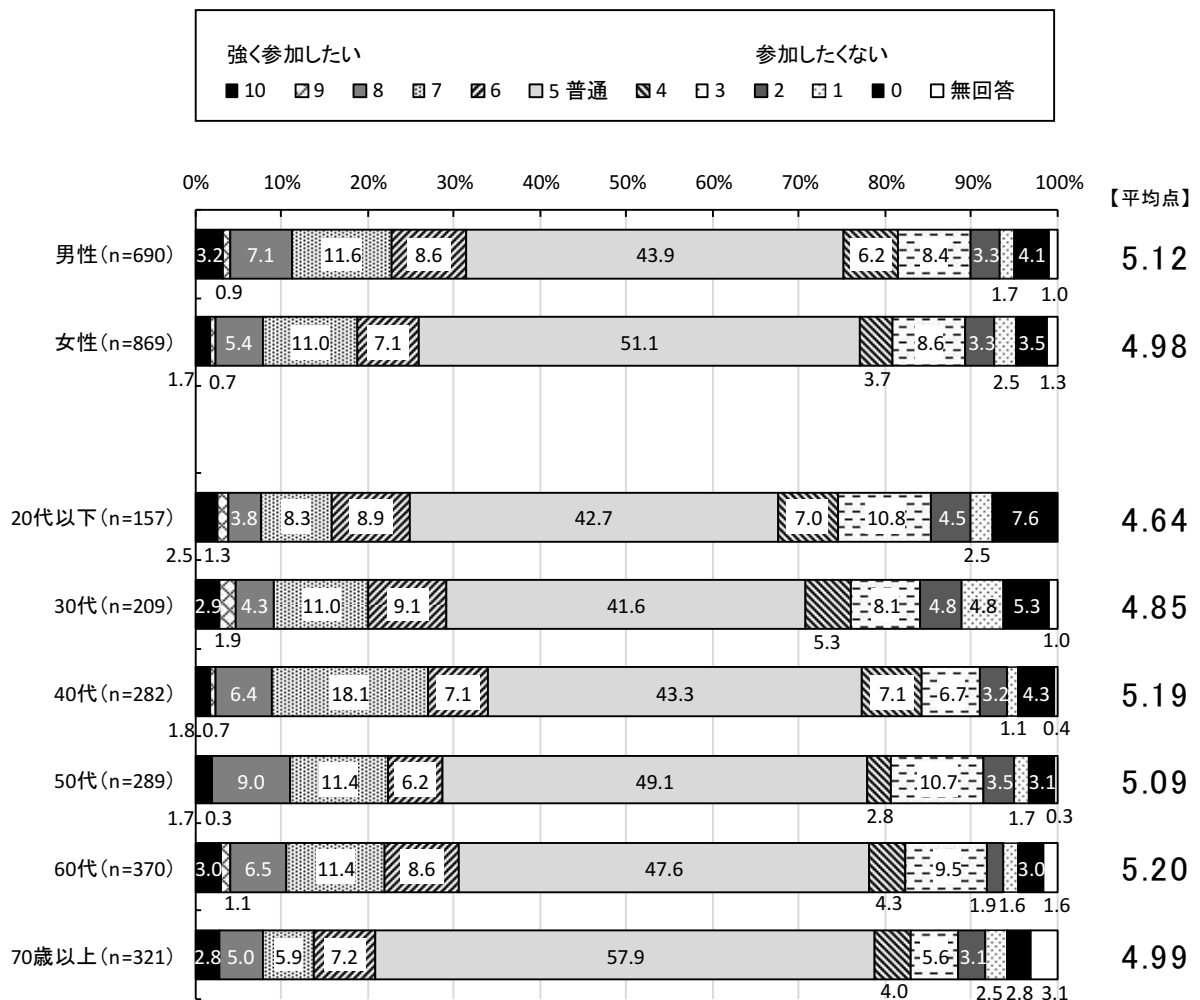 強く参加したい 参加したくない
10 9 8 7 6 5 普通 4 3 2 1 0 無回答
0% 10% 20% 30% 40% 50% 60% 70% 80% 90% 100%
【平均点】
男性(n=690) 3.2 7.1 11.6 8.6 43.9 6.2 8.4 3.3 4.1 5.12
0.9 1.7 1.0
女性(n=869) 5.4 11.0 7.1 51.1 8.6 3.3 3.5 4.98
1.7 0.7 3.7 2.5 1.3
20代以下(n=157) 3.8 8.3 8.9 42.7 7.0 10.8 4.5 7.6 4.64
2.5 1.3 2.5
30代(n=209) 2.9 4.3 11.0 9.1 41.6 8.1 4.8 4.8 5.3 4.85
1.9 5.3 1.0
40代(n=282) 6.4 18.1 7.1 43.3 7.1 6.7 3.2 4.3 5.19
1.8 0.7 1.1 0.4
50代(n=289) 9.0 11.4 6.2 49.1 10.7 3.5 3.1 5.09
1.7 0.3 2.8 1.7 0.3
60代(n=370) 3.0 6.5 11.4 8.6 47.6 9.5 3.0 5.20
1.1 4.3 1.9 1.6 1.6
70歳以上(n=321) 2.8 5.0 5.9 7.2 57.9 5.6 3.1 4.99
4.0 2.5 2.8 3.1